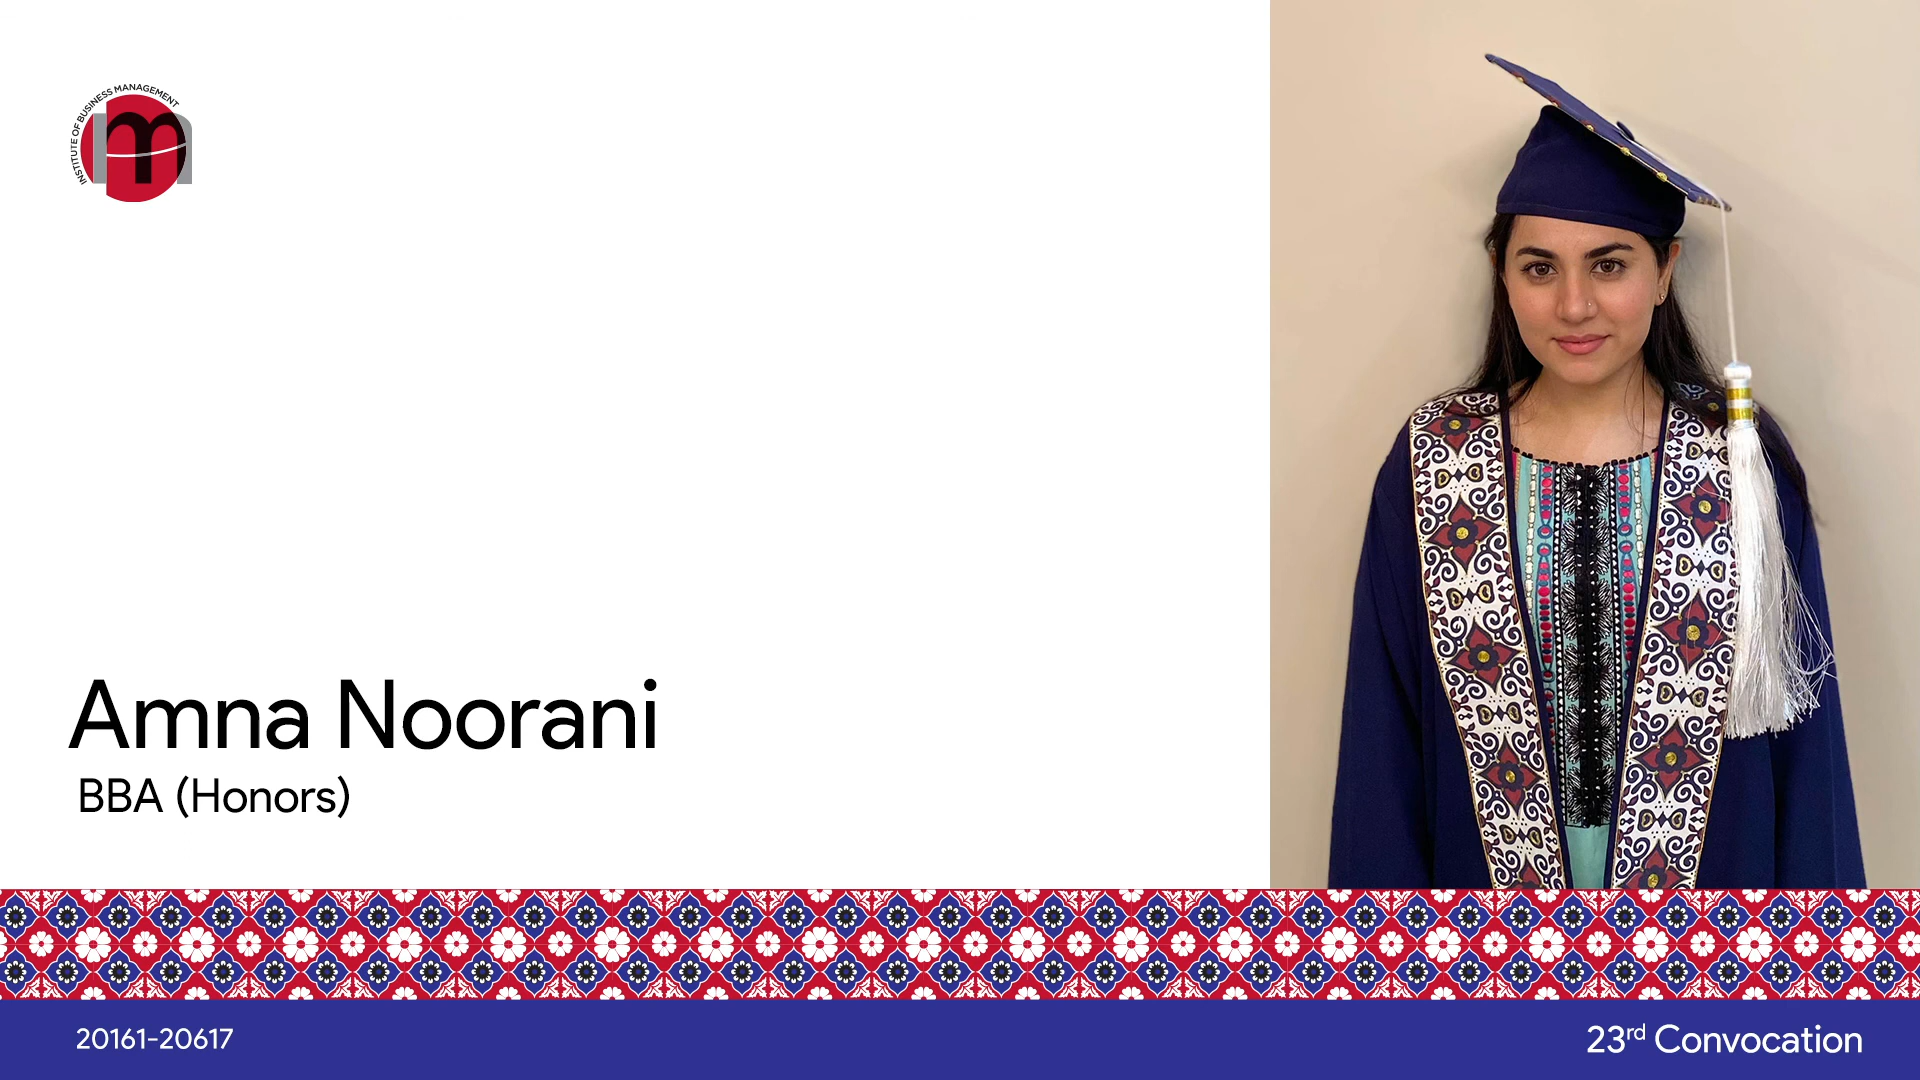 INSTITUTE OF BUSINESS MANAGEMENT
m
Amna Noorani
BBA (Honors)
20161-20617
23rd Convocation